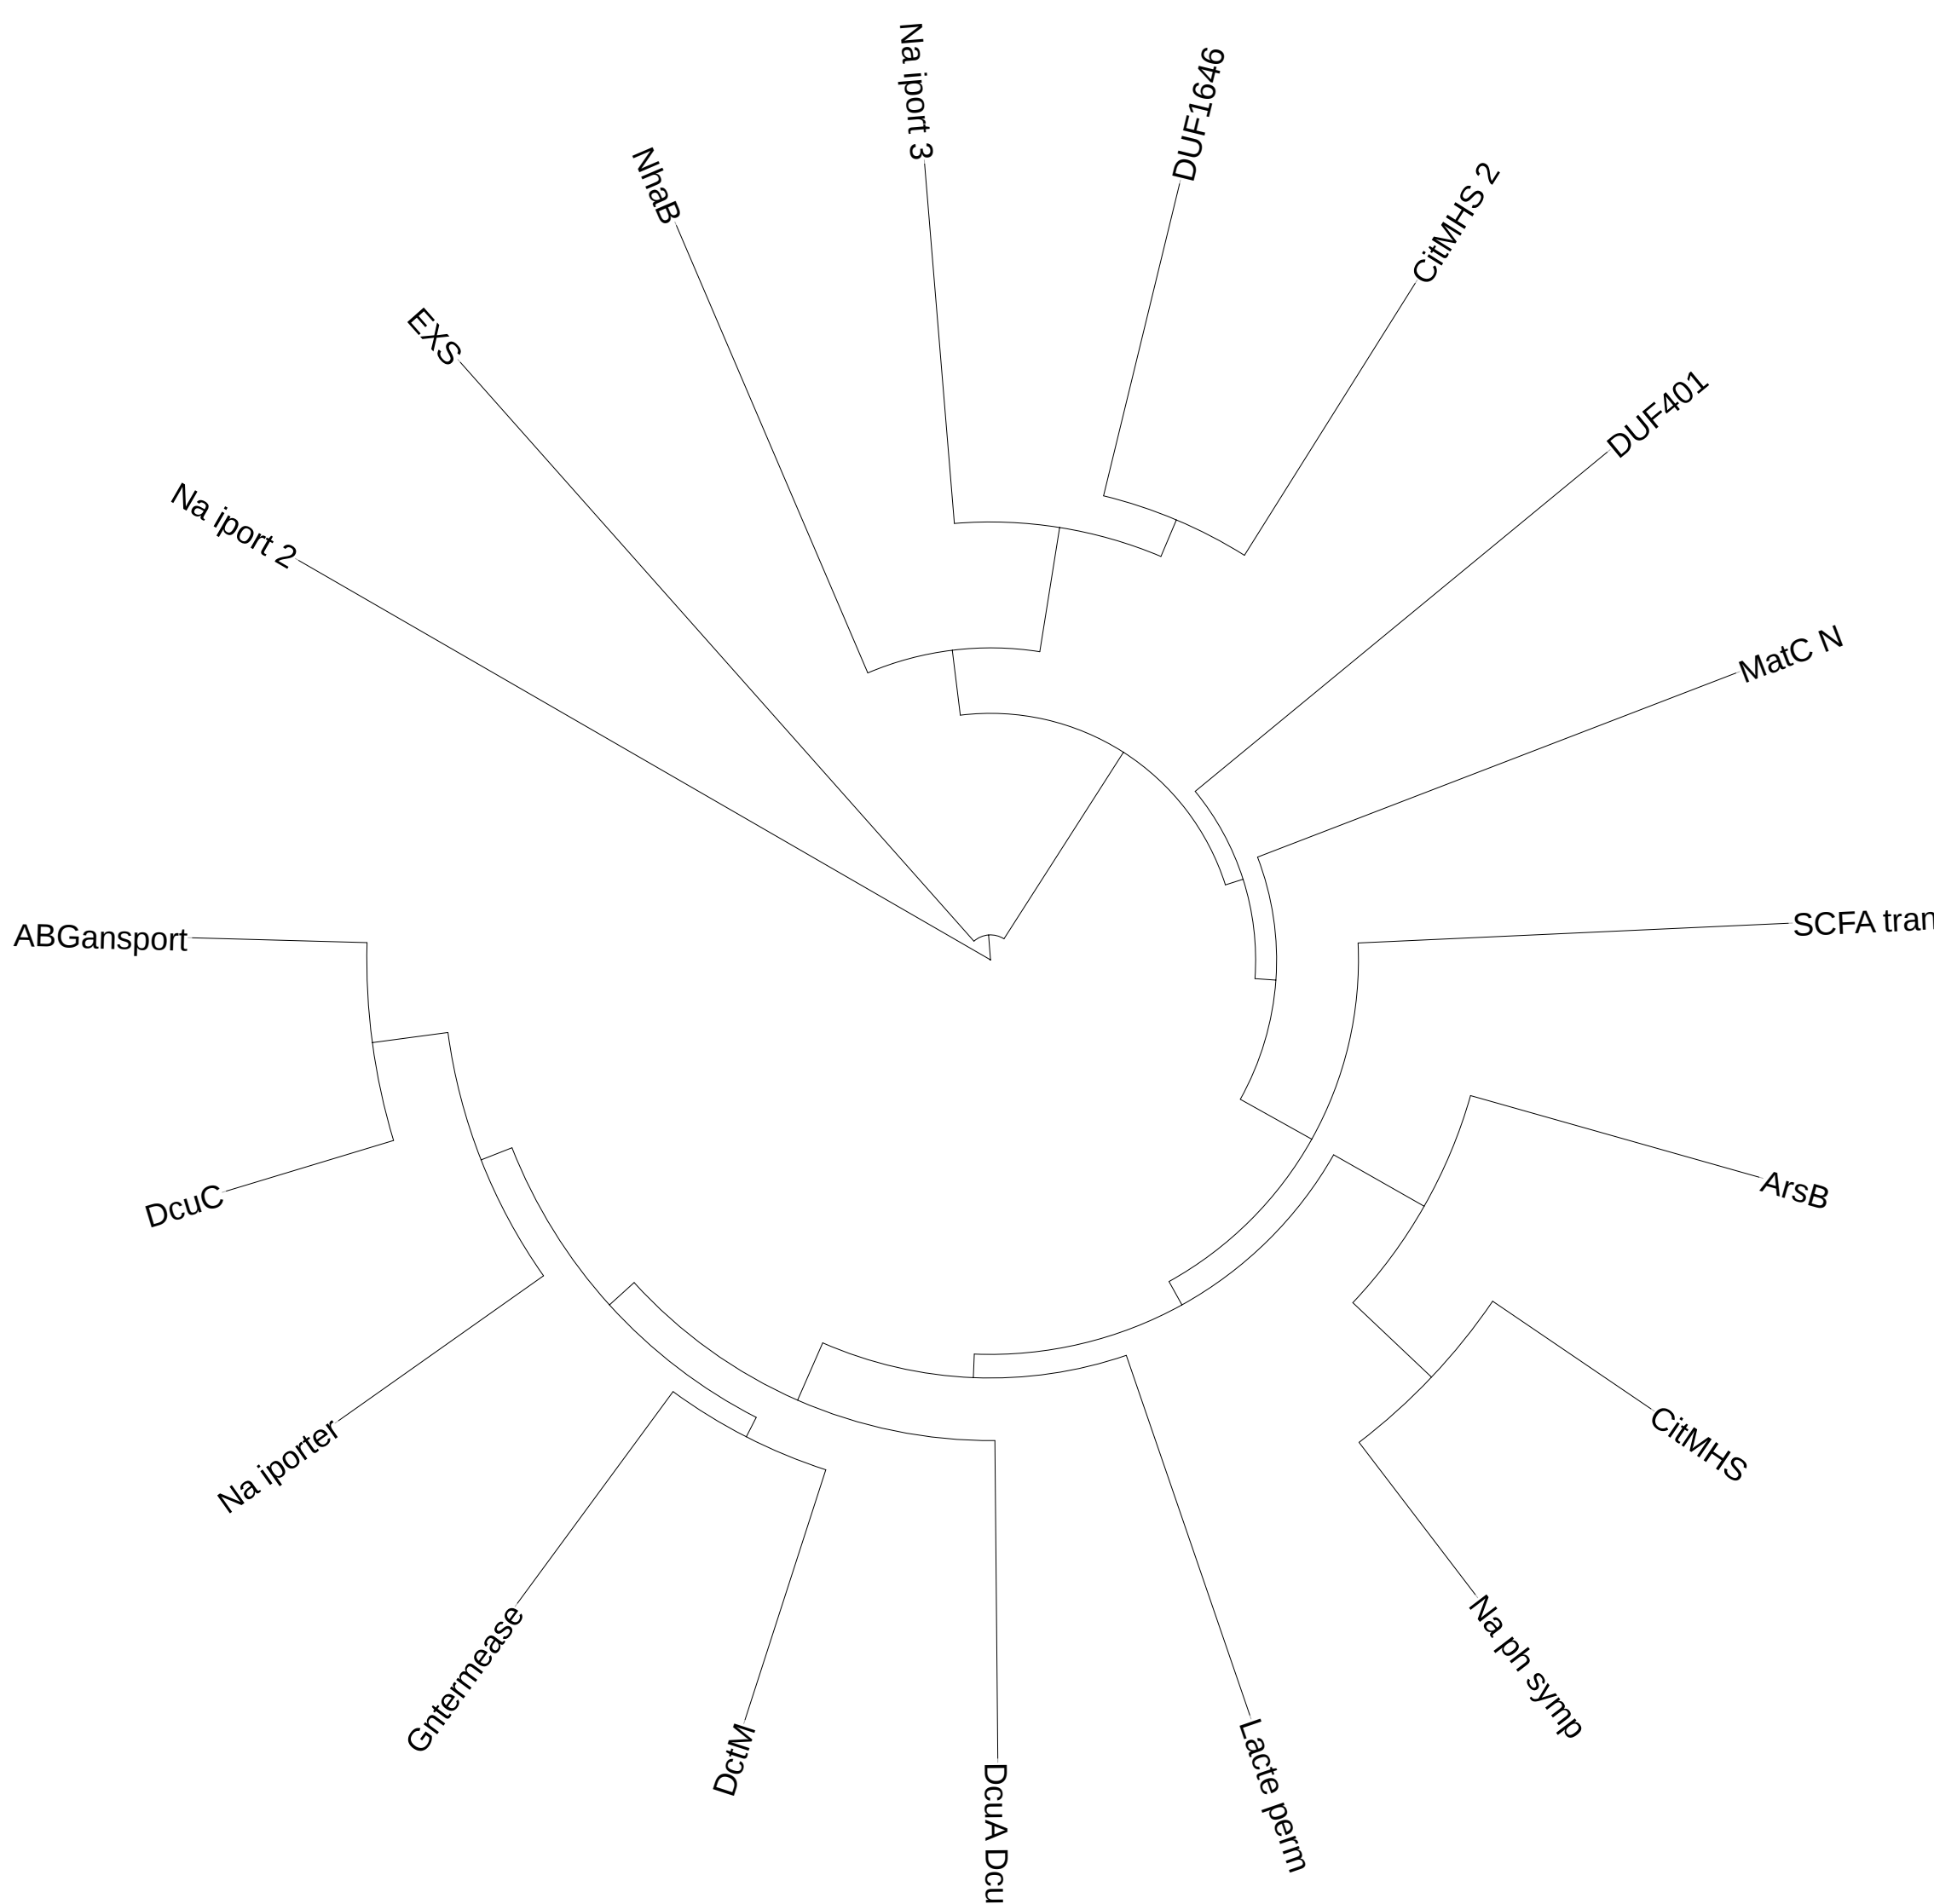 Na iport 3
DUF1646
CitMHS 2
DUF401
MatC N
SCFA tran
ArsB
CitMHS
Na ph symp
Lacte perm
DcuA Dcu
DctM
Gntermease
Na iporter
DcuC
ABGansport
Na iport 2
EXS
NhaB